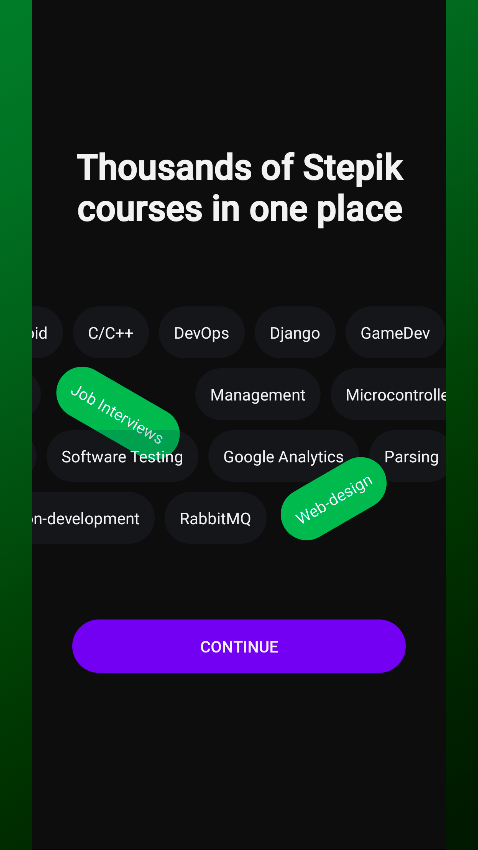 Thousands of Stepik
courses in one place
oid C/C++ DevOps Django GameDev
Job Interviews Management Microcontrolle
Software Testing Google Analytics Parsing
on-development RabbitMQ Web-design
CONTINUE